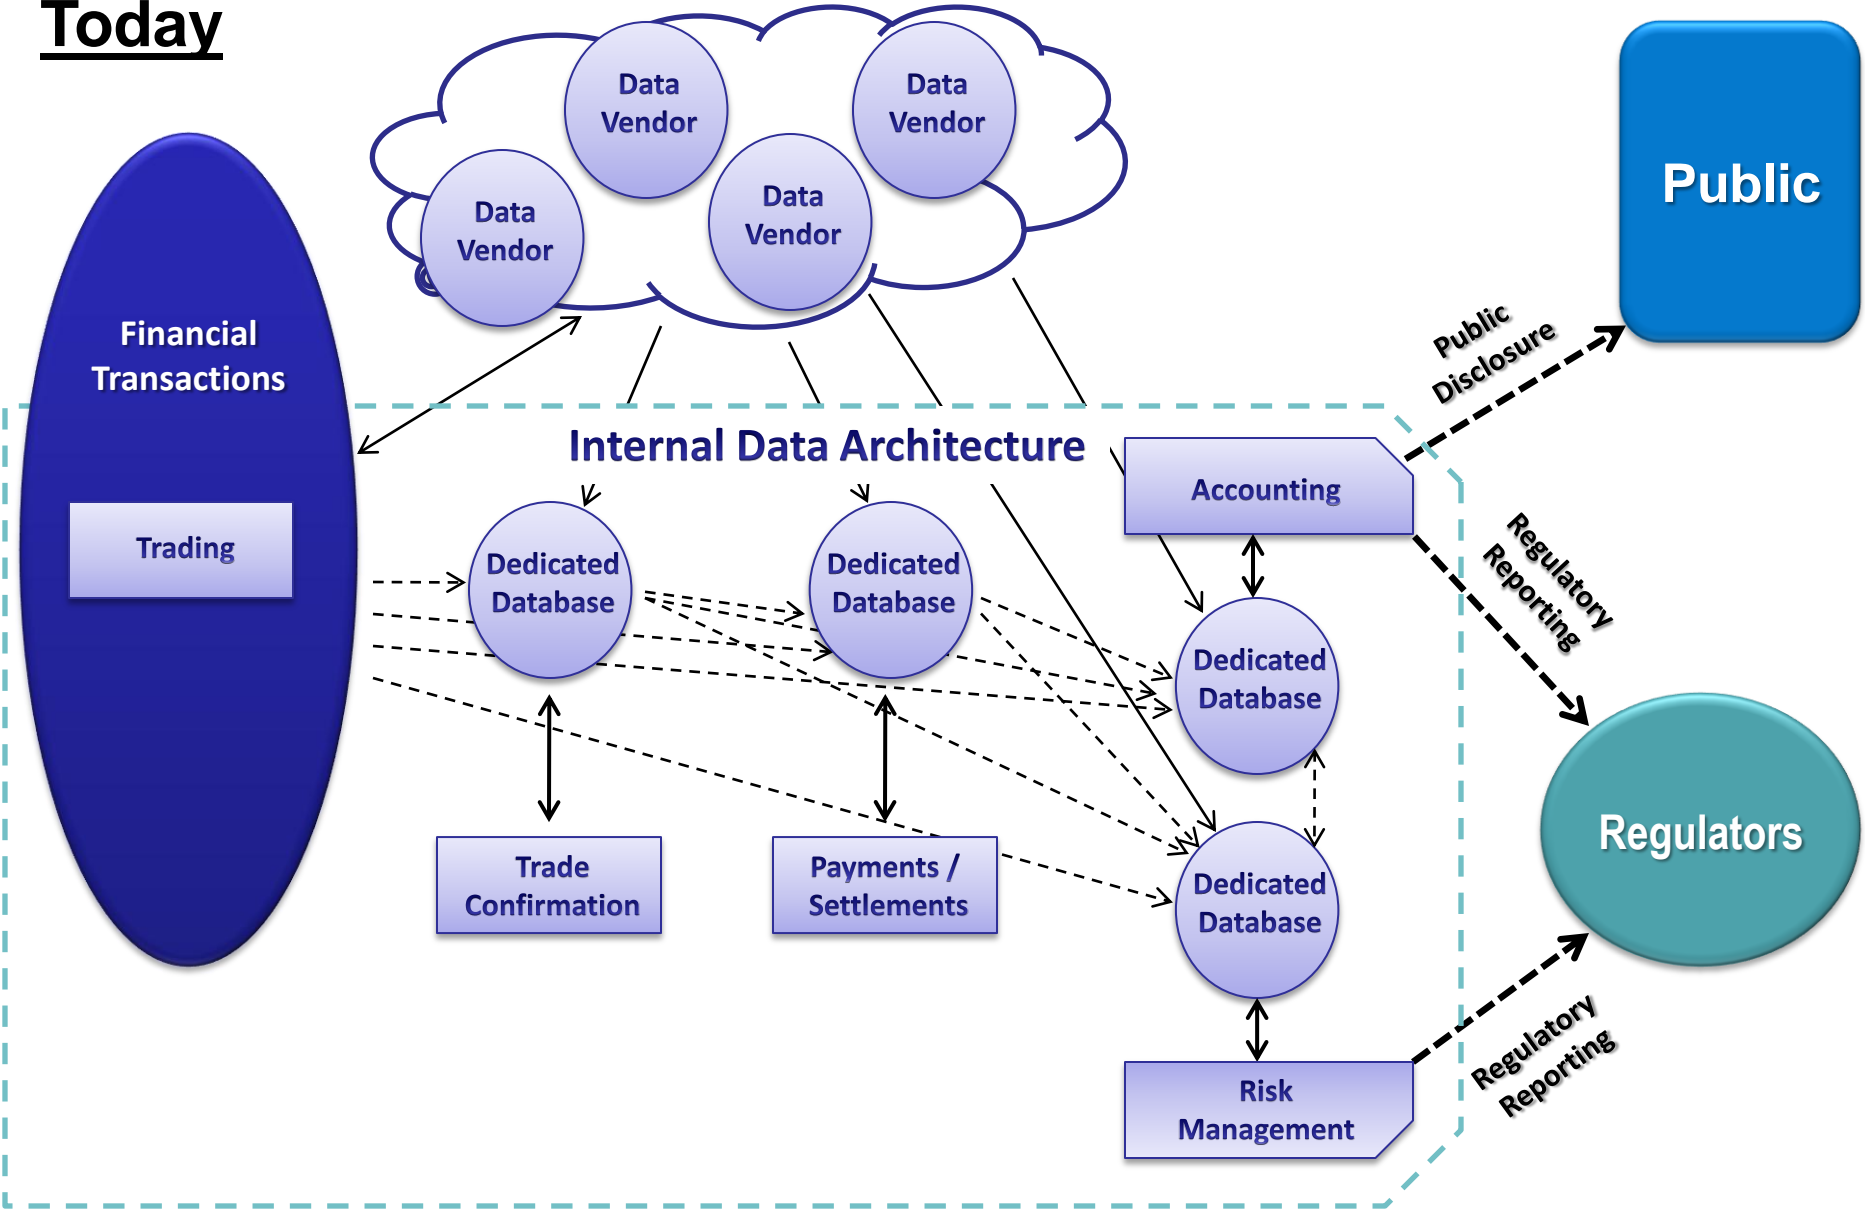 Today
Data
Vendor
Data
Vendor
Data
Vendor
Data
Vendor
Public
Financial
Transactions
Public
Disclosure
Internal Data Architecture
Accounting
Trading
Dedicated
Database
Dedicated
Database
Regulatory
Reporting
Dedicated
Database
Regulators
Trade
Confirmation
Payments /
Settlements
Dedicated
Database
Regulatory
Reporting
Risk
Management